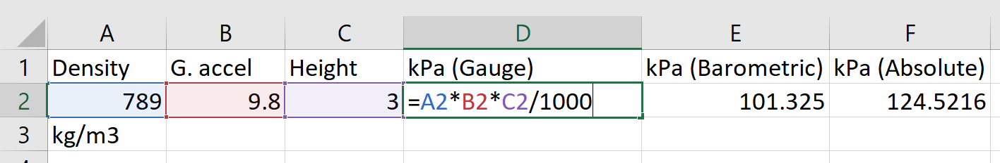 A B C D E F
1 Density G. accel Height kPa (Gauge) kPa (Barometric) kPa (Absolute)
2 789 9.8 3 =A2*B2*C2/1000 101.325 124.5216
3 kg/m3